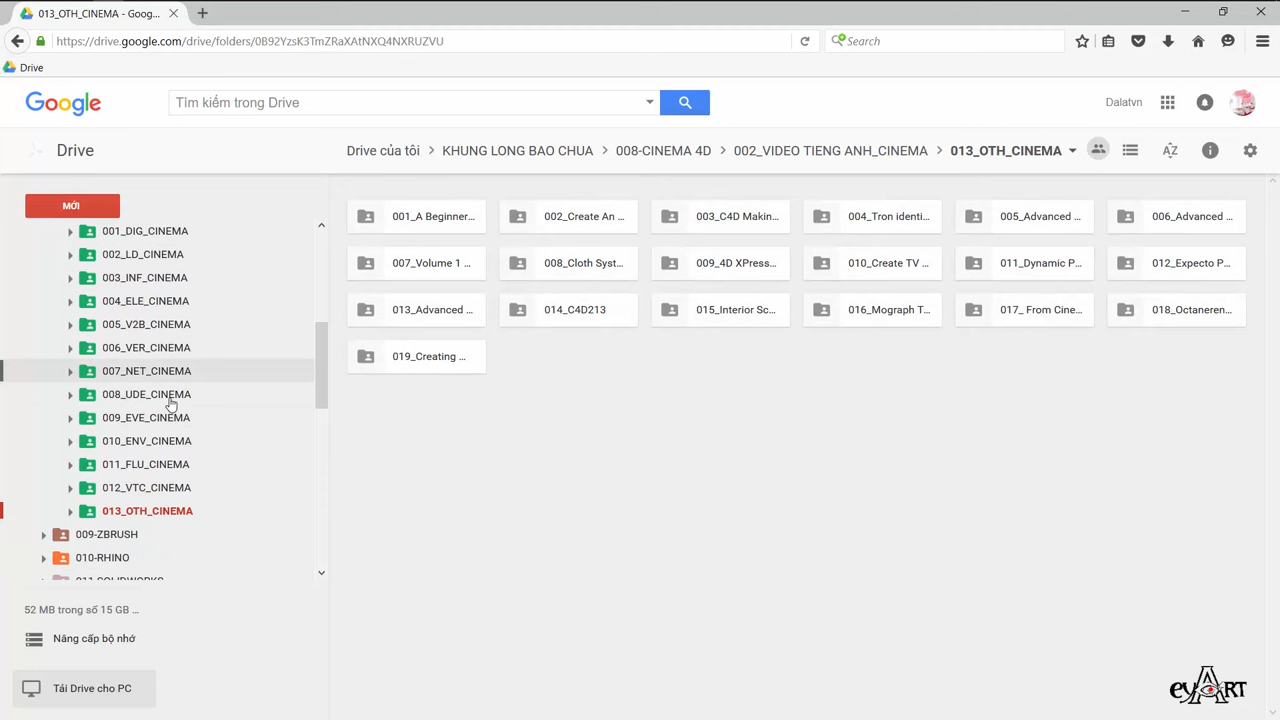 013_OTH_CINEMA - Goog...
https://drive.google.com/drive/folders/0B92YzsK3TmZRaXAtNXQ4NXRUZVU
Search
Drive
Google
Tìm kiếm trong Drive
Dalatvn
Drive
Drive của tôi > KHUNG LONG BAO CHUA > 008-CINEMA 4D > 002_VIDEO TIENG ANH_CINEMA > 013_OTH_CINEMA
AZ
MỚI
001_DIG_CINEMA
002_LD_CINEMA
003_INF_CINEMA
004_ELE_CINEMA
005_V2B_CINEMA
006_VER_CINEMA
007_NET_CINEMA
008_UDE_CINEMA
009_EVE_CINEMA
010_ENV_CINEMA
011_FLU_CINEMA
012_VTC_CINEMA
013_OTH_CINEMA
009-ZBRUSH
010-RHINO
011-SOLIDWORKS
52 MB trong số 15 GB ...
Nâng cấp bộ nhớ
Tải Drive cho PC
001_A Beginner...
002_Create An ...
003_C4D Makin...
004_Tron identi...
005_Advanced ...
006_Advanced ...
007_Volume 1 ...
008_Cloth Syst...
009_4D XPress...
010_Create TV ...
011_Dynamic P...
012_Expecto P...
013_Advanced ...
014_C4D213
015_Interior Sc...
016_Mograph T...
017_ From Cine...
018_Octaneren...
019_Creating ...
eyART